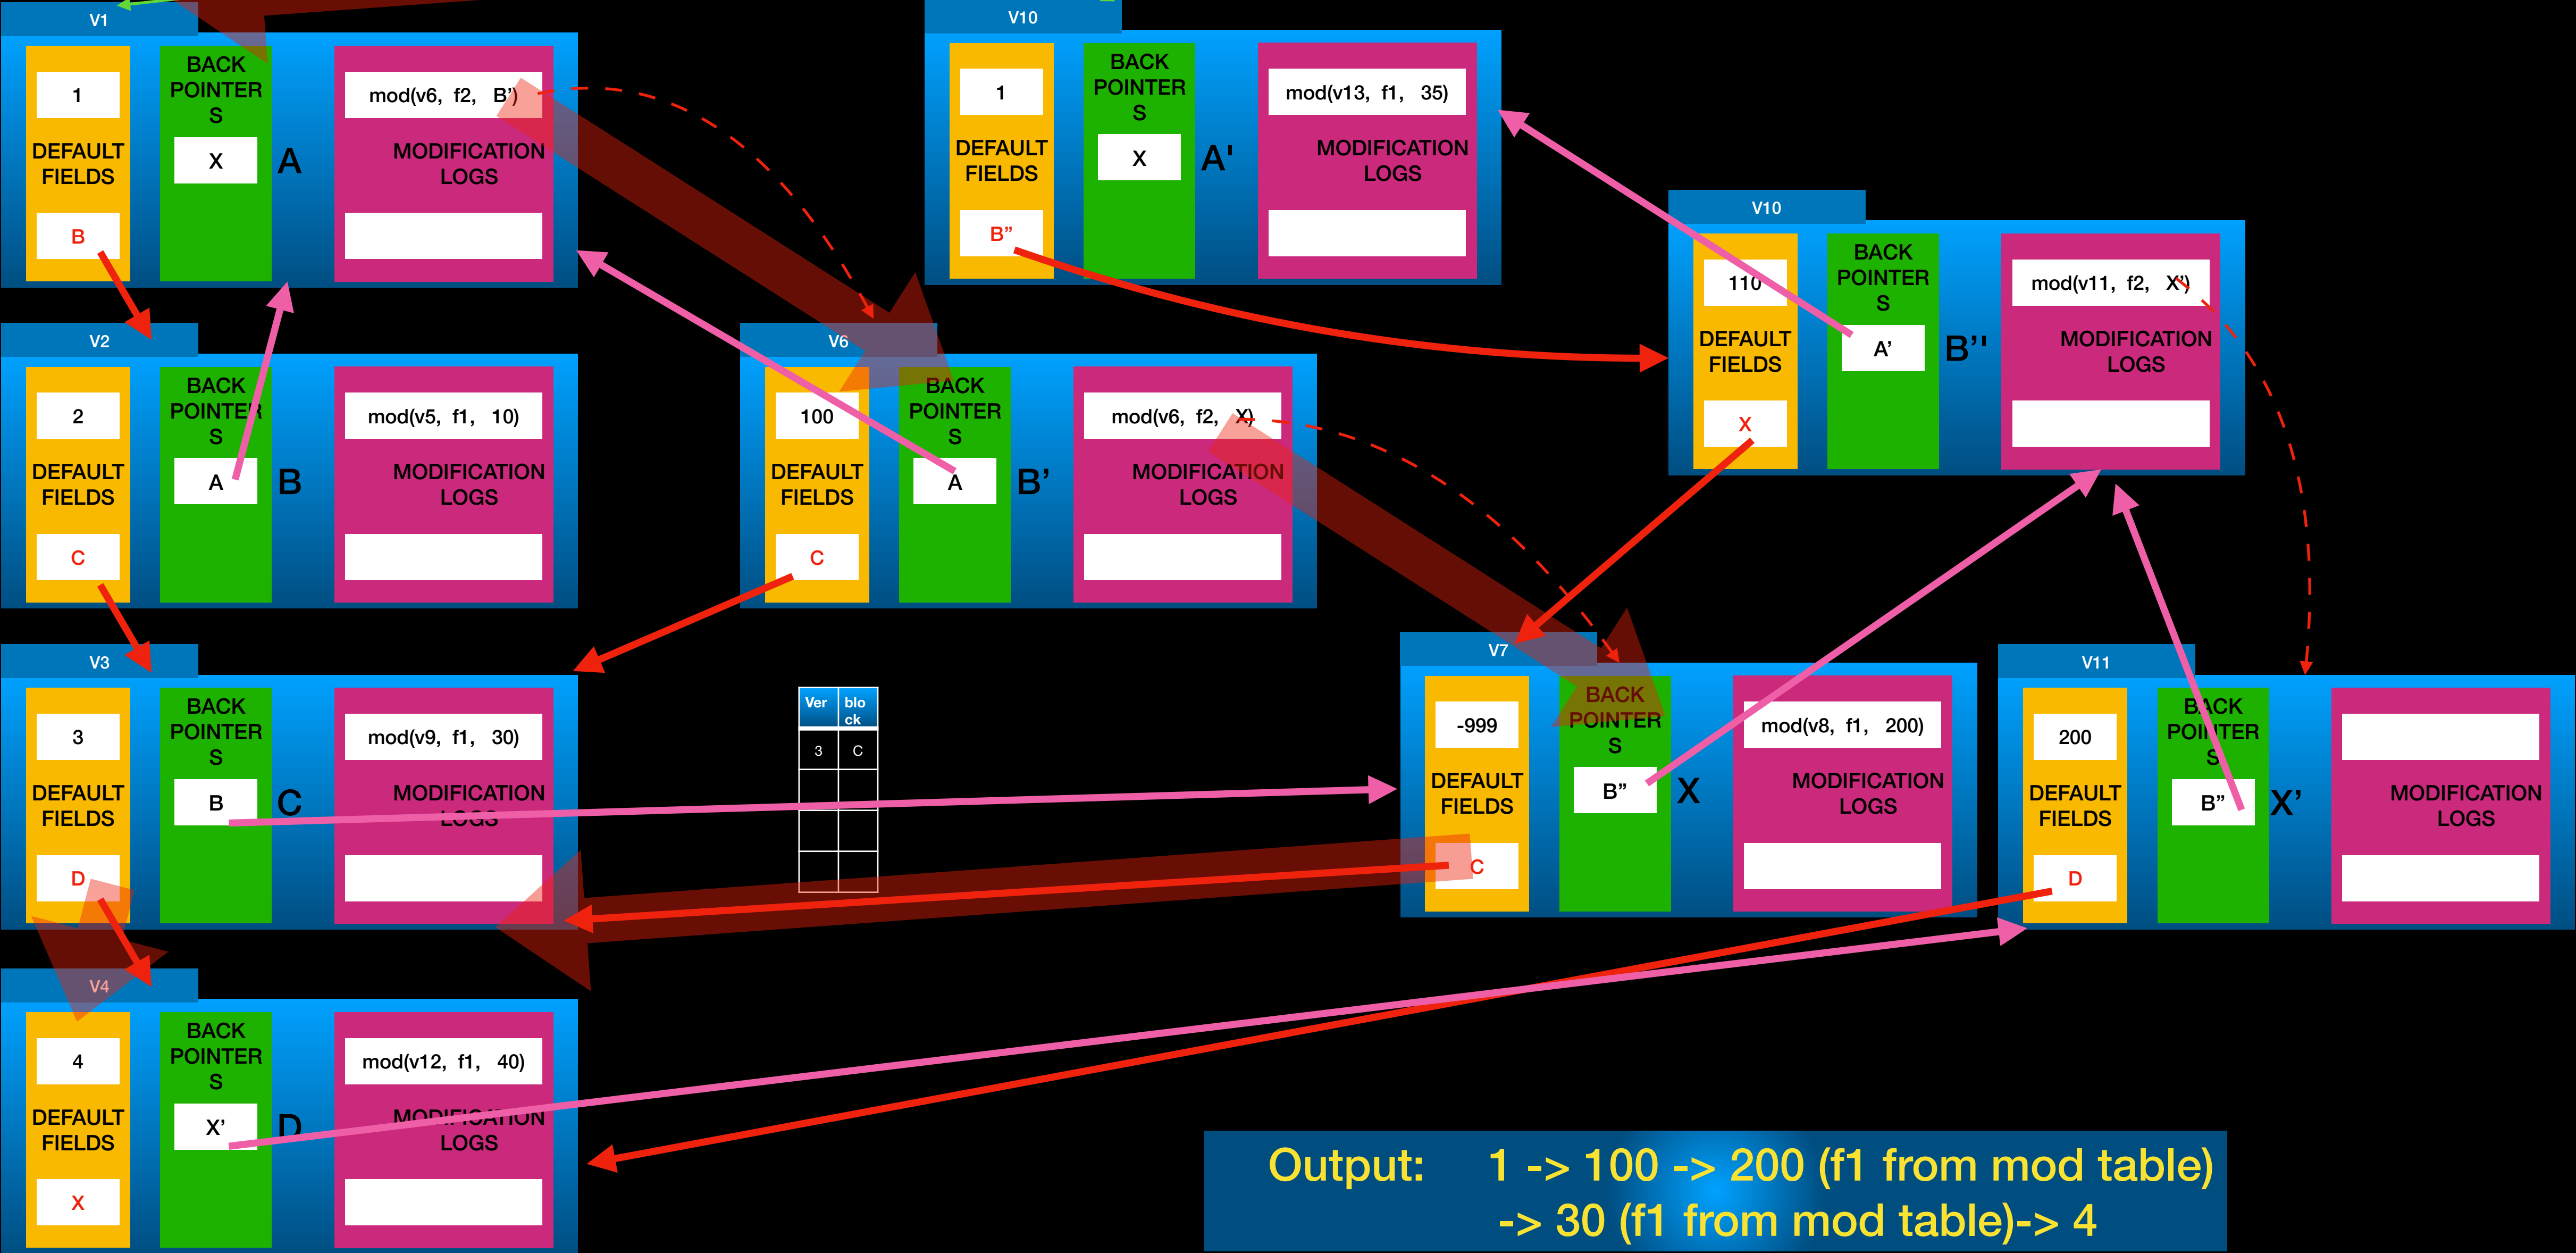 V1
1
DEFAULT
FIELDS
B
BACK
POINTER
S
X
A
mod(v6, f2, B’)
MODIFICATION
LOGS
V10
1
DEFAULT
FIELDS
B”
BACK
POINTER
S
X
A'
mod(v13, f1, 35)
MODIFICATION
LOGS
V10
110
DEFAULT
FIELDS
X
BACK
POINTER
S
A’
B''
mod(v11, f2, X’)
MODIFICATION
LOGS
V2
2
DEFAULT
FIELDS
C
BACK
POINTER
S
A
B
mod(v5, f1, 10)
MODIFICATION
LOGS
V6
100
DEFAULT
FIELDS
C
BACK
POINTER
S
A
B’
mod(v6, f2, X)
MODIFICATION
LOGS
V3
3
DEFAULT
FIELDS
D
BACK
POINTER
S
B
C
mod(v9, f1, 30)
MODIFICATION
LOGS
Ver blo
ck
3 C
V7
-999
DEFAULT
FIELDS
C
BACK
POINTER
S
B”
X
mod(v8, f1, 200)
MODIFICATION
LOGS
V11
200
DEFAULT
FIELDS
D
BACK
POINTER
S
B”
X’
MODIFICATION
LOGS
V4
4
DEFAULT
FIELDS
X
BACK
POINTER
S
X’
D
mod(v12, f1, 40)
MODIFICATION
LOGS
Output: 1 -> 100 -> 200 (f1 from mod table)
-> 30 (f1 from mod table)-> 4